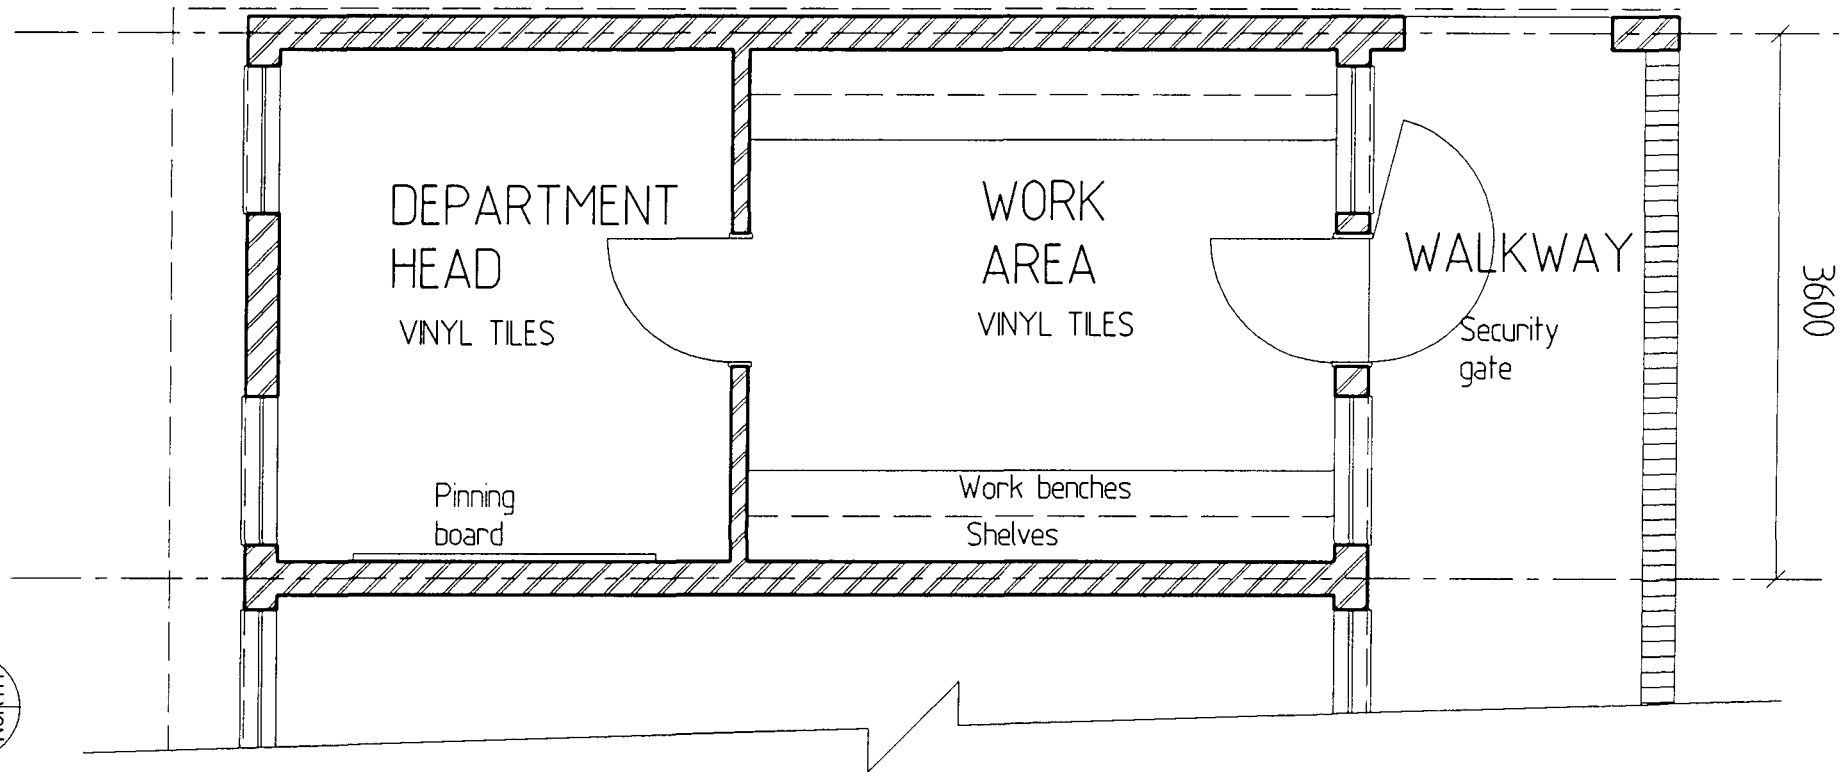 DEPARTMENT
HEAD
VINYL TILES
WORK
AREA
VINYL TILES
WALKWAY
Security
gate
3600
Pinning
board
Work benches
Shelves